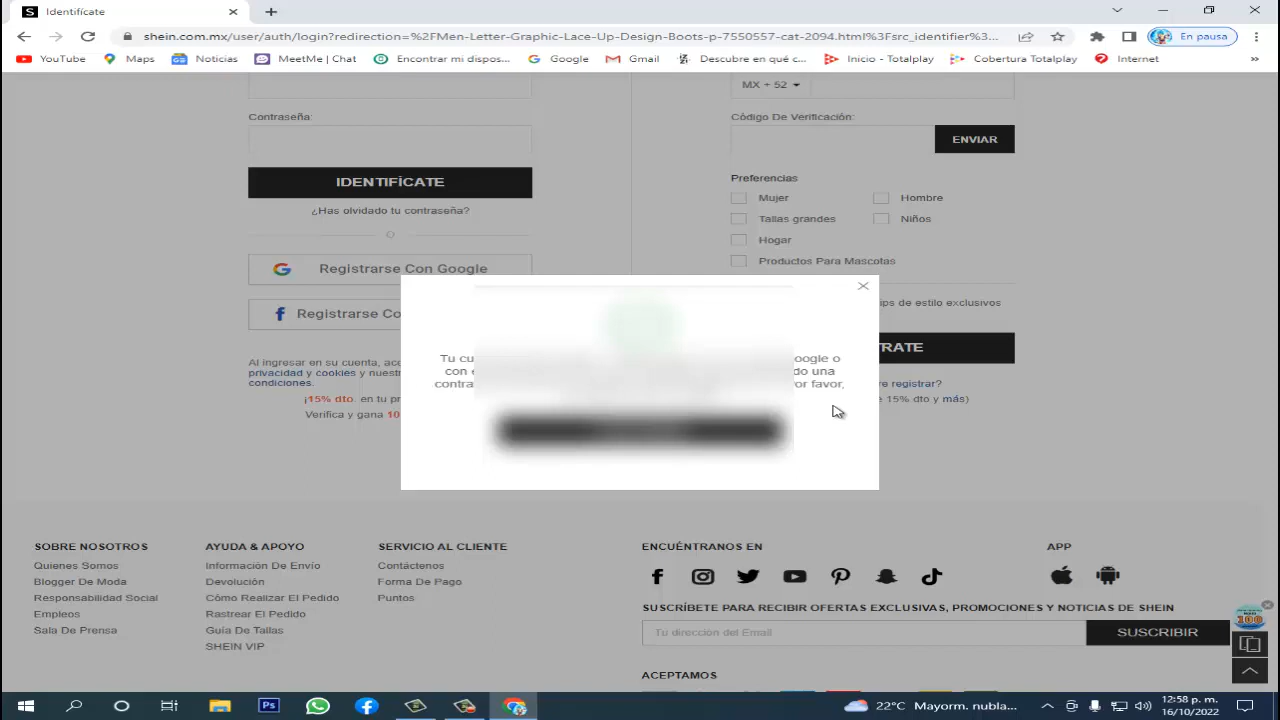 Identifícate
shein.com.mx/user/auth/login?redirection=%2FMen-Letter-Graphic-Lace-Up-Design-Boots-p-7550557-cat-2094.html%3Fsrc_identifier%3...
En pausa
YouTube
Maps
Noticias
MeetMe | Chat
Encontrar mi dispo...
Google
Gmail
Descubre en qué c...
Inicio - Totalplay
Cobertura Totalplay
Internet
»
MX + 52
Contraseña:
Código De Verificación:
ENVIAR
IDENTIFÍCATE
¿Has olvidado tu contraseña?
O
Registrarse Con Google
Registrarse Co
Al ingresar en su cuenta, ace
privacidad y cookies y nuestr
condiciones.
¡15% dto. en tu pr
Verifica y gana 10
Preferencias
Mujer
Hombre
Tallas grandes
Niños
Hogar
Productos Para Mascotas
ips de estilo exclusivos
TRATE
re registrar?
e 15% dto y más)
Tu cu
oogle o
con e
do una
contra
or favor,
SOBRE NOSOTROS
Quienes Somos
Blogger De Moda
Responsabilidad Social
Empleos
Sala De Prensa
AYUDA & APOYO
Información De Envío
Devolución
Cómo Realizar El Pedido
Rastrear El Pedido
Guía De Tallas
SHEIN VIP
SERVICIO AL CLIENTE
Contáctenos
Forma De Pago
Puntos
ENCUÉNTRANOS EN
APP
SUSCRÍBETE PARA RECIBIR OFERTAS EXCLUSIVAS, PROMOCIONES Y NOTICIAS DE SHEIN
Tu dirección del Email
SUSCRIBIR
100
ACEPTAMOS
Ps
22°C Mayorm. nubla...
12:58 p. m.
16/10/2022